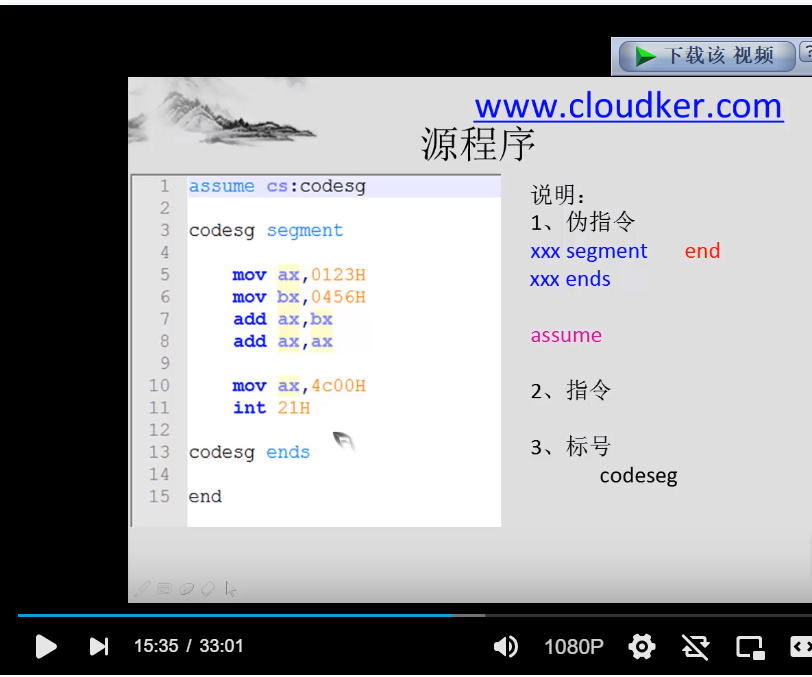 下载该 视频
?
www.cloudker.com
源程序
1 assume cs:codesg
2
3 codesg segment
4
5 mov ax,0123H
6 mov bx,0456H
7 add ax,bx
8 add ax,ax
9
10 mov ax,4c00H
11 int 21H
12
13 codesg ends
14
15 end
说明:
1、伪指令
xxx segment end
xxx ends
assume
2、指令
3、标号
codeseg
15:35 / 33:01
1080P